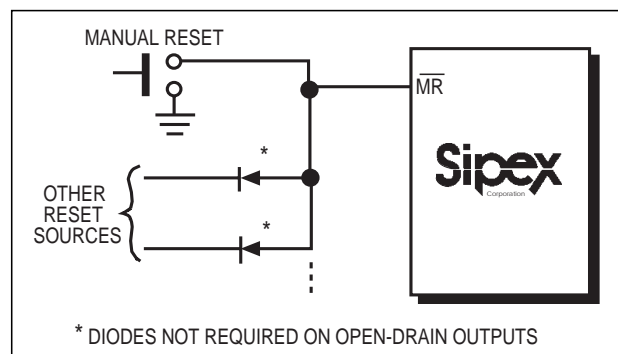 MANUAL RESET
MR
Sipex
Corporation
*
OTHER
RESET
SOURCES
*
* DIODES NOT REQUIRED ON OPEN-DRAIN OUTPUTS